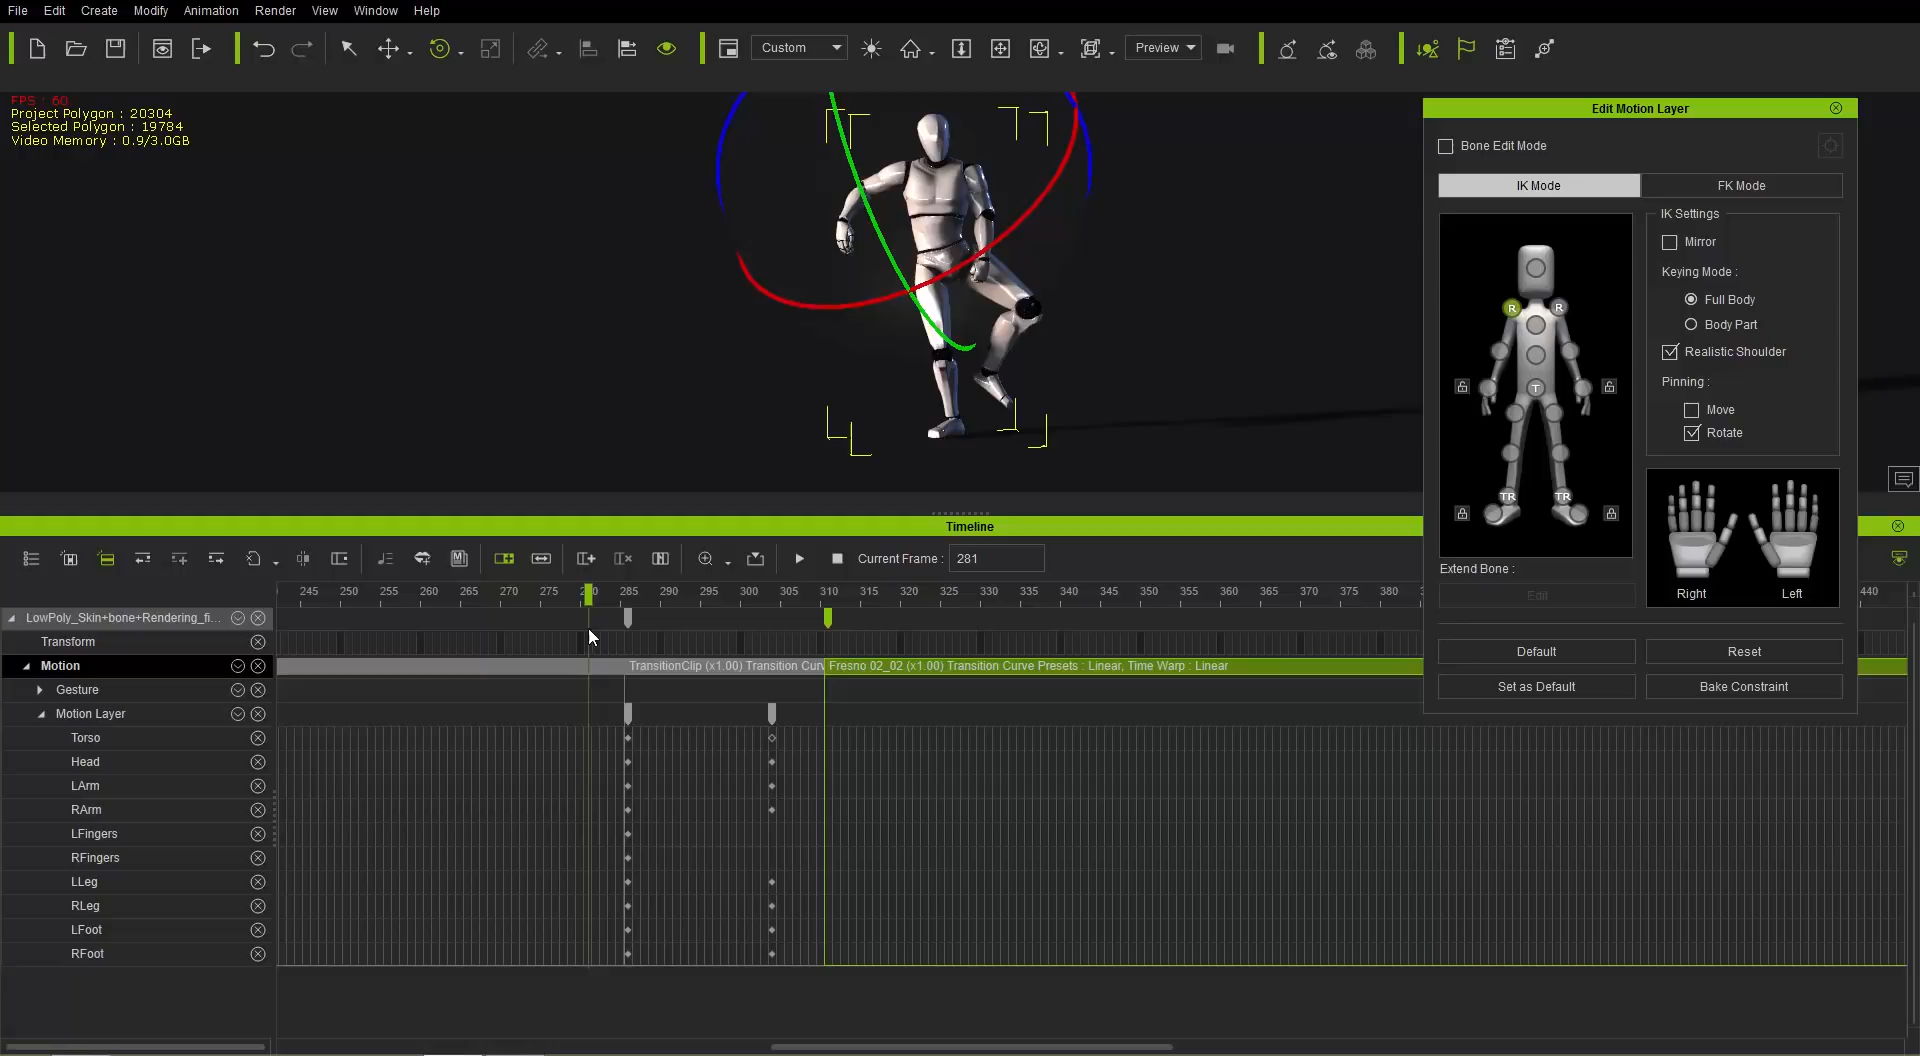 File Edit Create Modify Animation Render View Window Help
Custom Preview
FPS : 60
Project Polygon : 20304
Selected Polygon : 19784
Video Memory : 0.9/3.0GB
Edit Motion Layer
Bone Edit Mode
IK Mode FK Mode
IK Settings
Mirror
Keying Mode :
Full Body
Body Part
Realistic Shoulder
Pinning :
Move
Rotate
R R
T
TR TR
Extend Bone :
Edit
Right Left
Default Reset
Set as Default Bake Constraint
Timeline
Current Frame : 281
245 250 255 260 265 270 275 285 290 295 300 305 310 315 320 325 330 335 340 345 350 355 360 365 370 375 380 440
LowPoly_Skin+bone+Rendering_fi...
Transform
Motion TransitionClip (x1.00) Transition Curv Fresno 02_02 (x1.00) Transition Curve Presets : Linear, Time Warp : Linear
Gesture
Motion Layer
Torso
Head
LArm
RArm
LFingers
RFingers
LLeg
RLeg
LFoot
RFoot